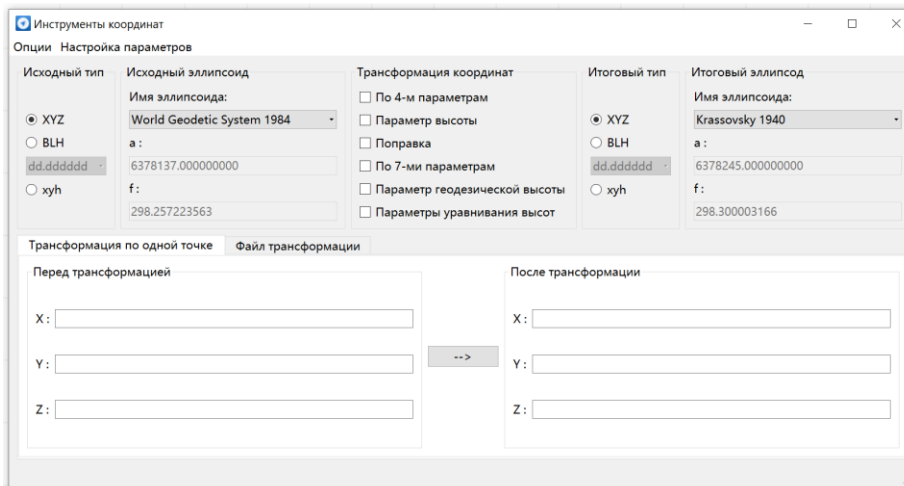 Инструменты координат
Опции Настройка параметров
Исходный тип
XYZ
BLH
dd.dddddd
xyh
Исходный эллипсоид
Имя эллипсоида:
World Geodetic System 1984
a :
6378137.000000000
f :
298.257223563
Трансформация координат
По 4-м параметрам
Параметр высоты
Поправка
По 7-ми параметрам
Параметр геодезической высоты
Параметры уравнивания высот
Итоговый тип
XYZ
BLH
dd.dddddd
xyh
Итоговый эллипсод
Имя эллипсоида:
Krassovsky 1940
a :
6378245.000000000
f :
298.300003166
Трансформация по одной точке
Файл трансформации
Перед трансформацией
X :
Y :
Z :
-->
После трансформации
X :
Y :
Z :